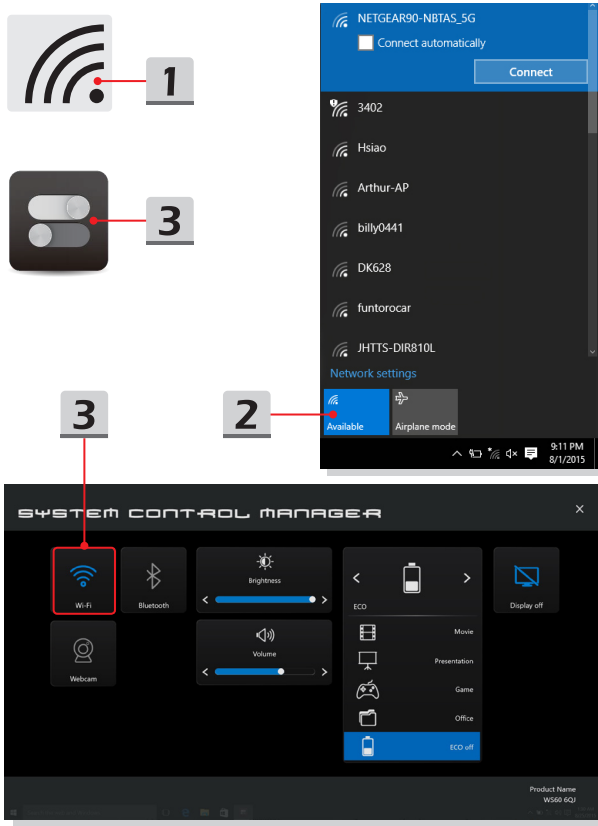 1
3
NETGEAR90-NBTAS_5G
Connect automatically
Connect
3402
Hsiao
Arthur-AP
billy0441
DK628
funtorocar
JHTTS-DIR810L
Network settings
Available
Airplane mode
9:11 PM
8/1/2015
3
2
SYSTEM CONTROL MANAGER
Wi-Fi
Bluetooth
Brightness
ECO
Display off
Webcam
Volume
Movie
Presentation
Game
Office
ECO off
Product Name
WS60 6QJ